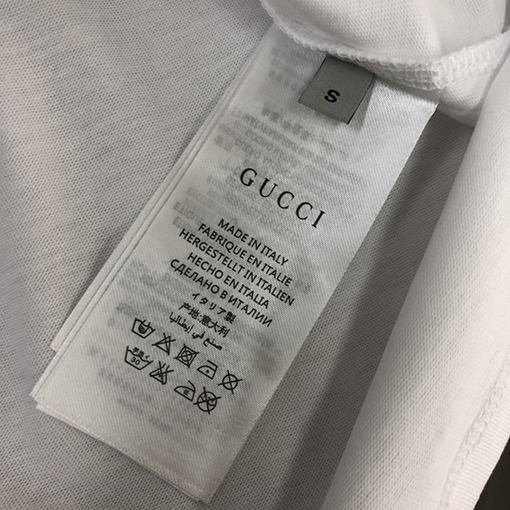 S
GUCCI
MADE IN ITALY
FABRIQUE EN ITALIE
HERGESTELLT IN ITALIEN
HECHO EN ITALIA
СДЕЛАНО В ИТАЛИИ
イタリア製
产地:意大利
صنع في إيطاليا
30